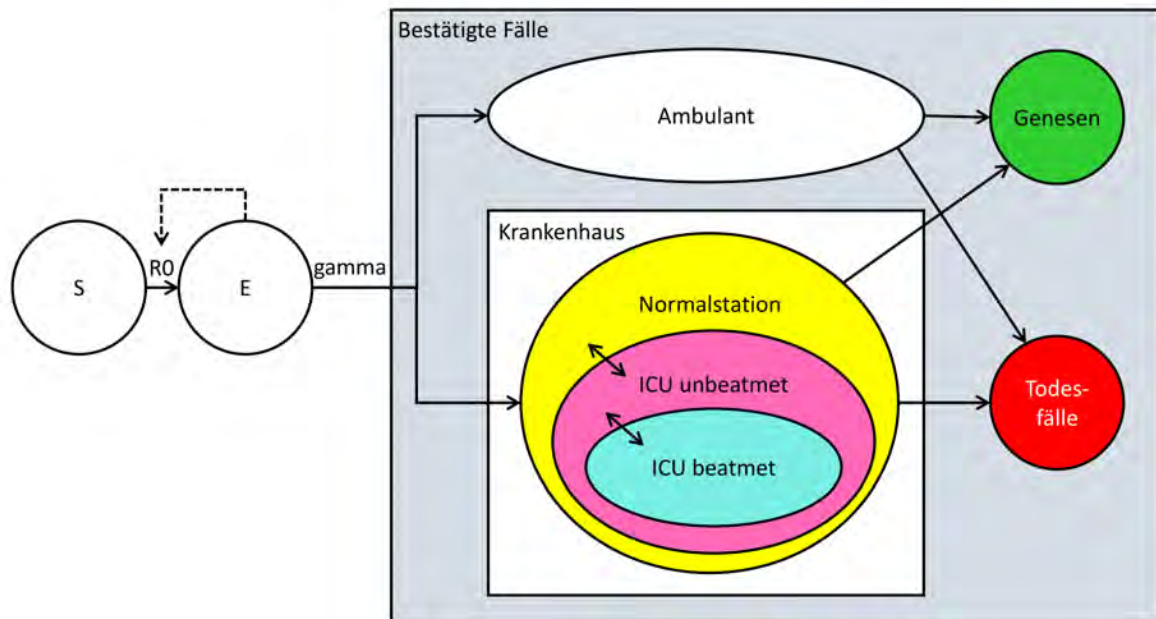 Bestätigte Fälle
Ambulant
Genesen
Krankenhaus
S
R0
E
gamma
Normalstation
ICU unbeatmet
ICU beatmet
Todes-
fälle